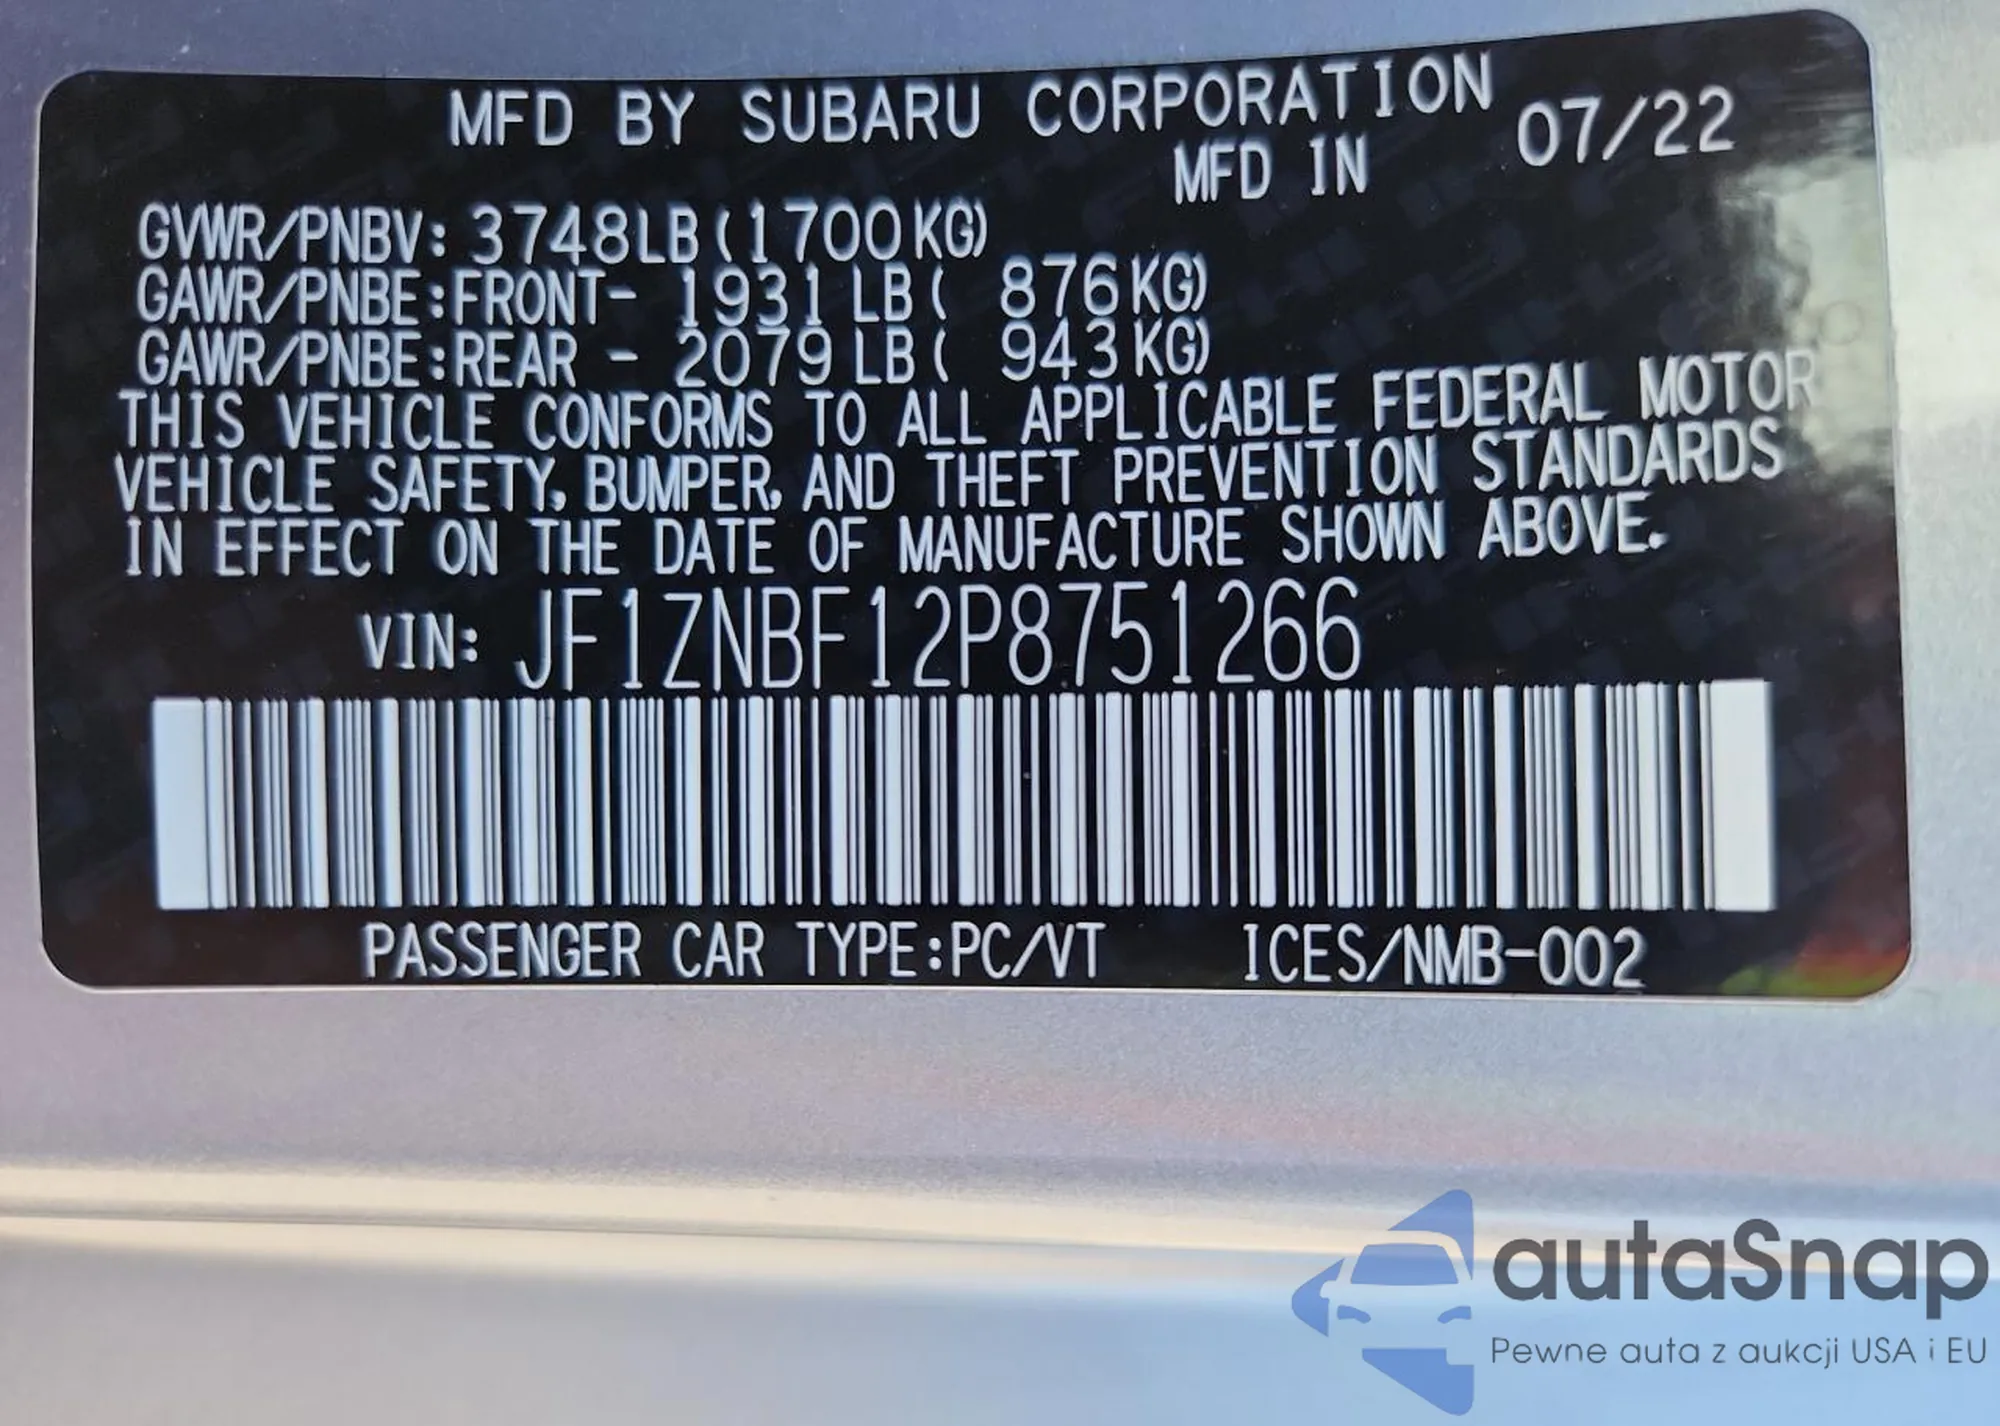 MFD BY SUBARU CORPORATION
MFD IN 07/22
GVWR/PNBV: 3748LB(1700KG)
GAWR/PNBE:FRONT- 1931 LB( 876KG)
GAWR/PNBE:REAR - 2079 LB( 943KG)
THIS VEHICLE CONFORMS TO ALL APPLICABLE FEDERAL MOTOR
VEHICLE SAFETY, BUMPER, AND THEFT PREVENTION STANDARDS
IN EFFECT ON THE DATE OF MANUFACTURE SHOWN ABOVE.
VIN: JF1ZNBF12P8751266
PASSENGER CAR TYPE:PC/VT ICES/NMB-002
autaSnap
Pewne auta z aukcji USA i EU